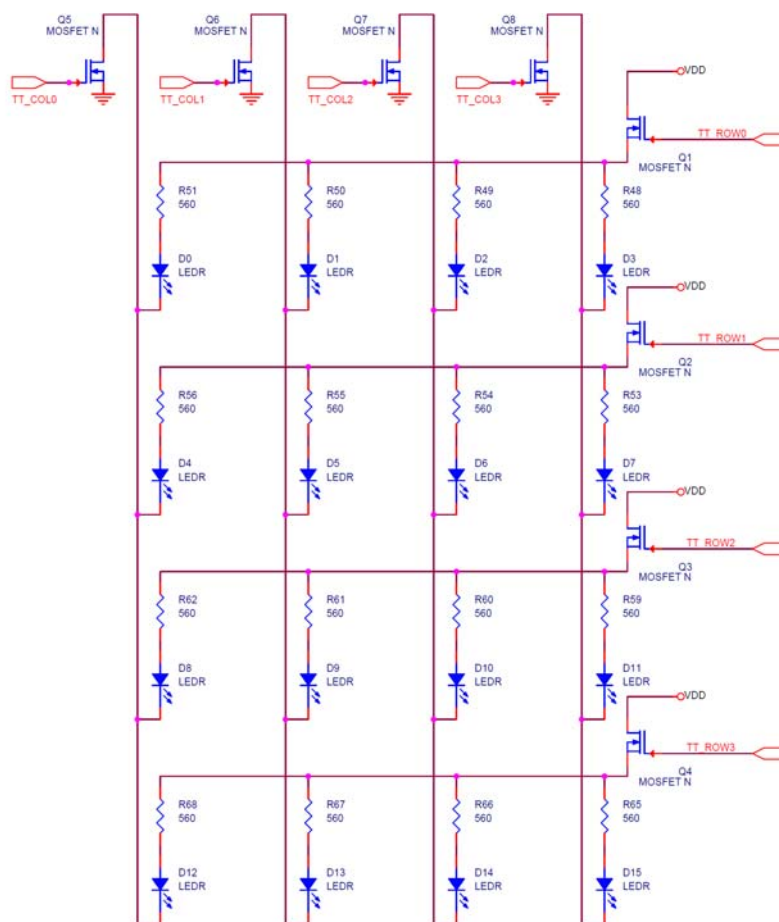 Q5
MOSFET N
Q6
MOSFET N
Q7
MOSFET N
Q8
MOSFET N
TT_COL0
TT_COL1
TT_COL2
TT_COL3
VDD
TT_ROW0
Q1
MOSFET N
R51
560
R50
560
R49
560
R48
560
D0
LEDR
D1
LEDR
D2
LEDR
D3
LEDR
VDD
TT_ROW1
Q2
MOSFET N
R56
560
R55
560
R54
560
R53
560
D4
LEDR
D5
LEDR
D6
LEDR
D7
LEDR
VDD
TT_ROW2
Q3
MOSFET N
R62
560
R61
560
R60
560
R59
560
D8
LEDR
D9
LEDR
D10
LEDR
D11
LEDR
VDD
TT_ROW3
Q4
MOSFET N
R68
560
R67
560
R66
560
R65
560
D12
LEDR
D13
LEDR
D14
LEDR
D15
LEDR